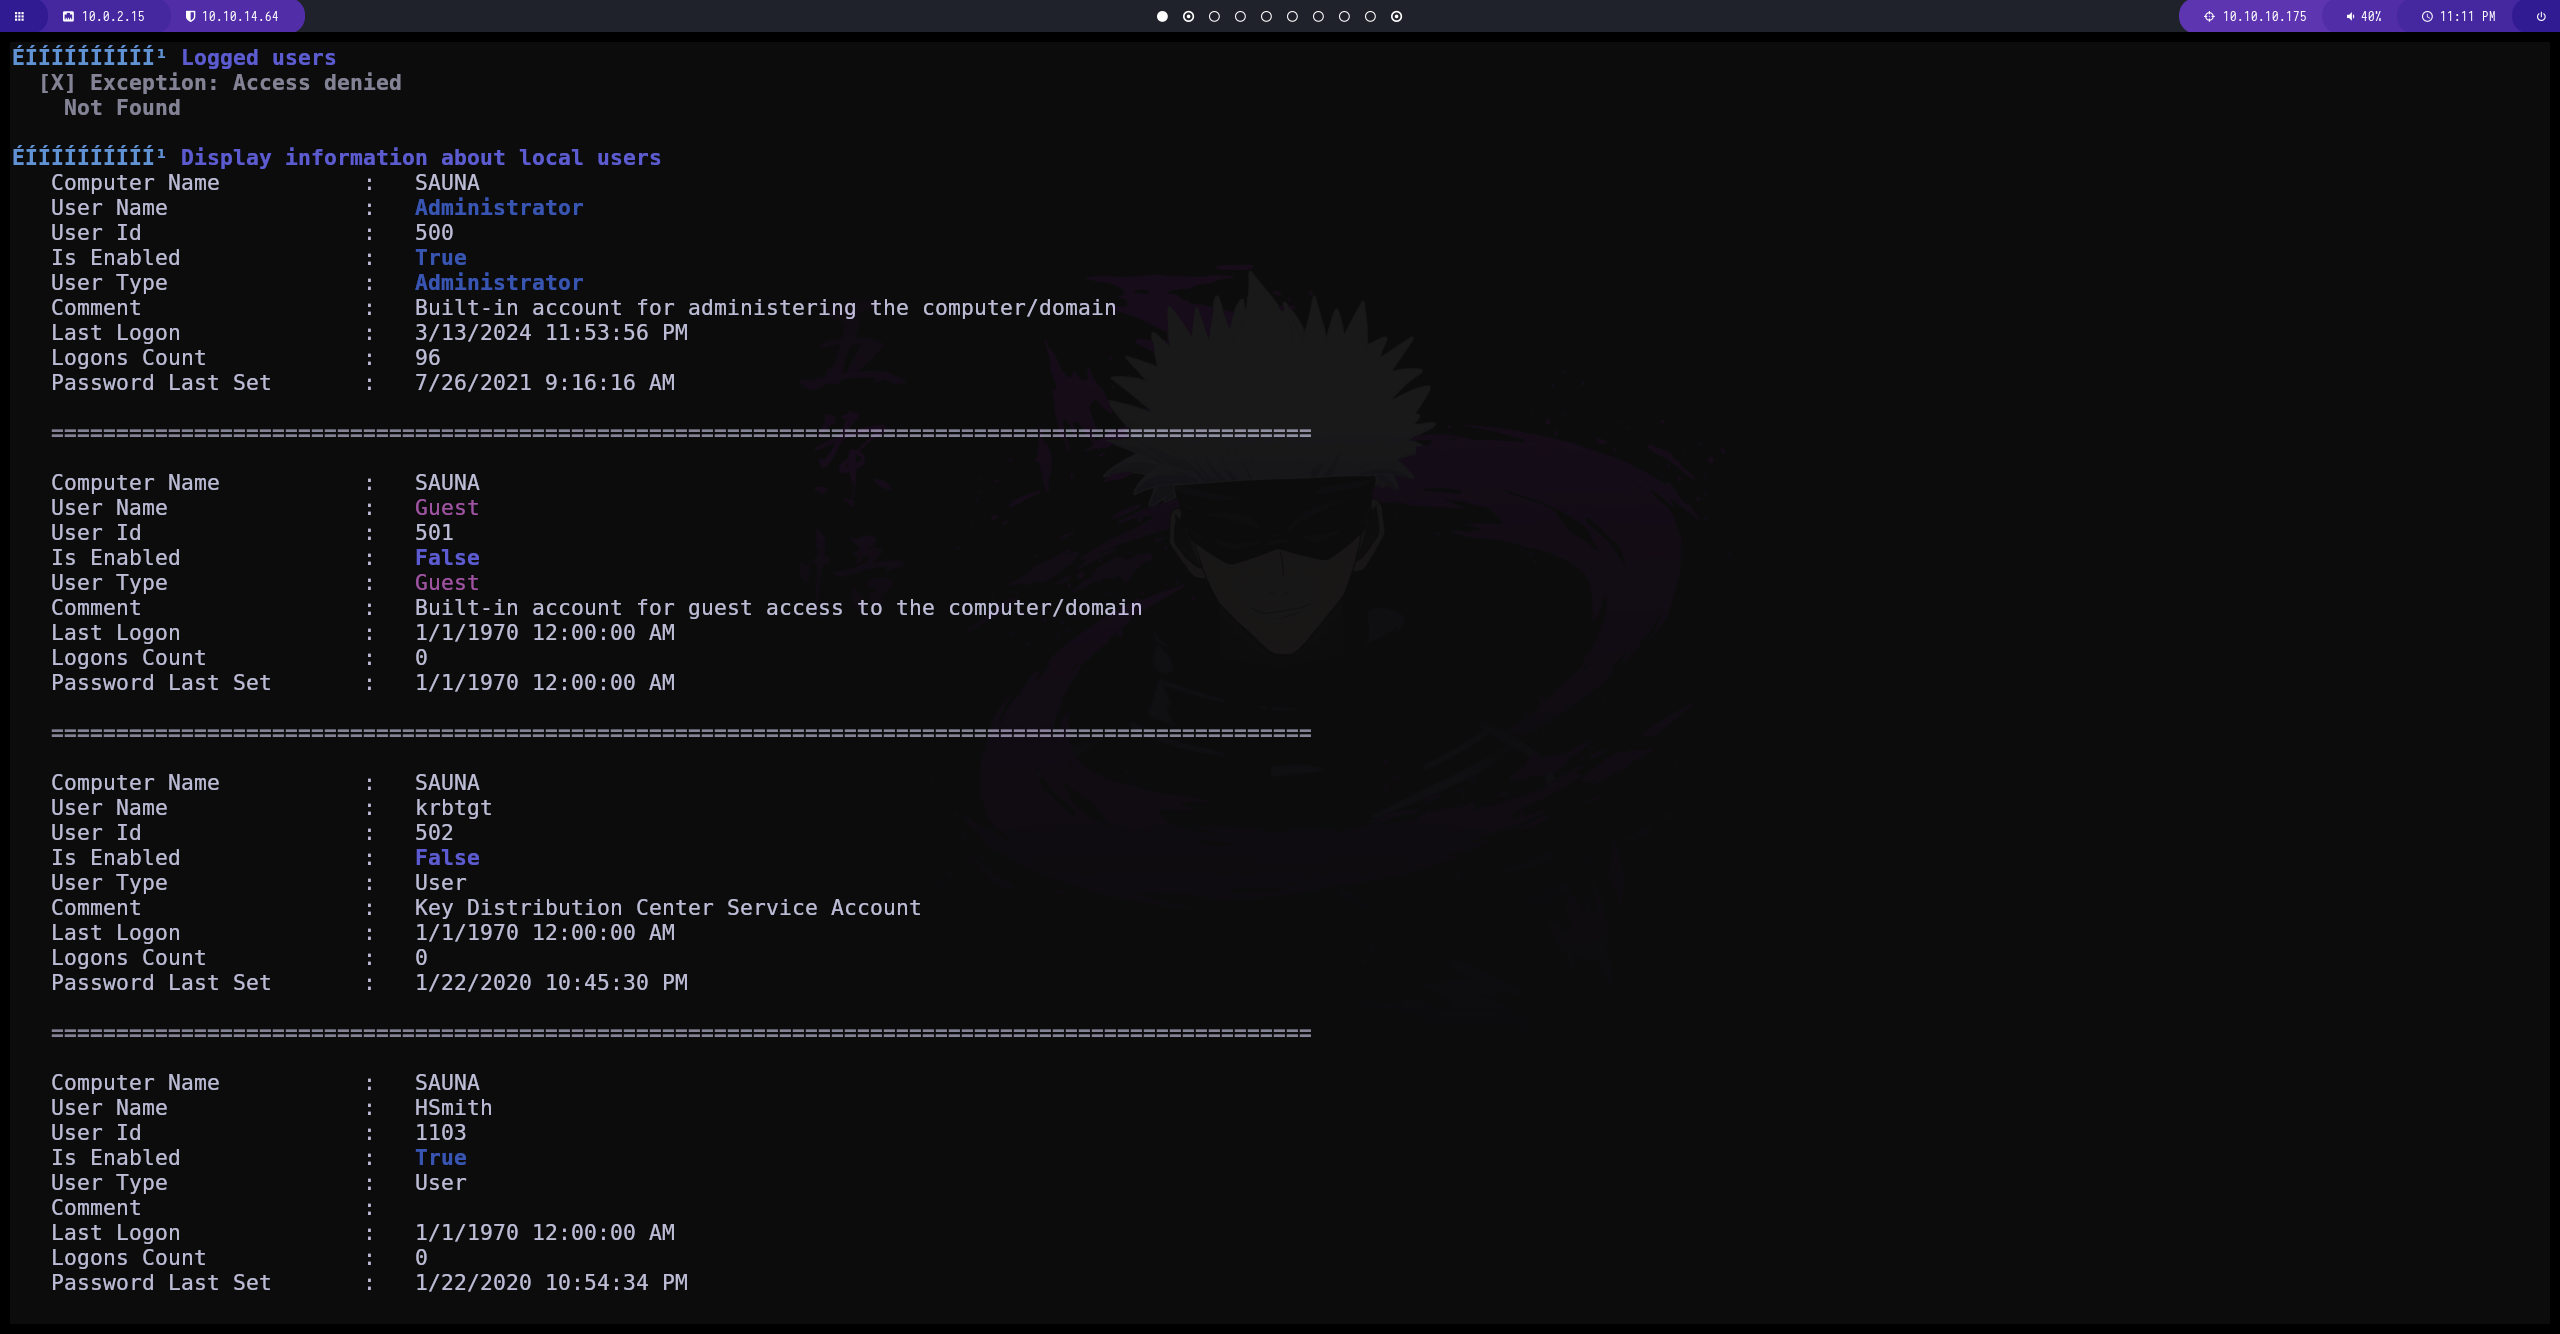 10.0.2.15 10.10.14.64 10.10.10.175 40% 11:11 PM
ÉÍÍÍÍÍÍÍÍÍÍ¹ Logged users
[X] Exception: Access denied
Not Found
ÉÍÍÍÍÍÍÍÍÍÍ¹ Display information about local users
Computer Name : SAUNA
User Name : Administrator
User Id : 500
Is Enabled : True
User Type : Administrator
Comment : Built-in account for administering the computer/domain
Last Logon : 3/13/2024 11:53:56 PM
Logons Count : 96
Password Last Set : 7/26/2021 9:16:16 AM
=================================================================================================
Computer Name : SAUNA
User Name : Guest
User Id : 501
Is Enabled : False
User Type : Guest
Comment : Built-in account for guest access to the computer/domain
Last Logon : 1/1/1970 12:00:00 AM
Logons Count : 0
Password Last Set : 1/1/1970 12:00:00 AM
=================================================================================================
Computer Name : SAUNA
User Name : krbtgt
User Id : 502
Is Enabled : False
User Type : User
Comment : Key Distribution Center Service Account
Last Logon : 1/1/1970 12:00:00 AM
Logons Count : 0
Password Last Set : 1/22/2020 10:45:30 PM
=================================================================================================
Computer Name : SAUNA
User Name : HSmith
User Id : 1103
Is Enabled : True
User Type : User
Comment :
Last Logon : 1/1/1970 12:00:00 AM
Logons Count : 0
Password Last Set : 1/22/2020 10:54:34 PM